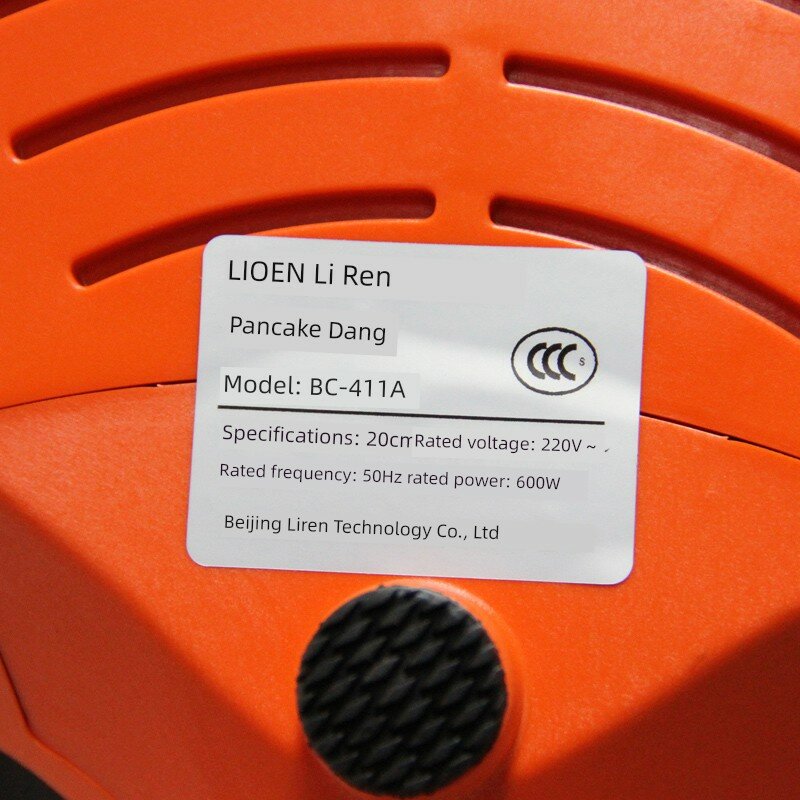 LIOEN Li Ren
Pancake Dang
CCC S
Model: BC-411A
Specifications: 20cm Rated voltage: 220V ~
Rated frequency: 50Hz rated power: 600W
Beijing Liren Technology Co., Ltd